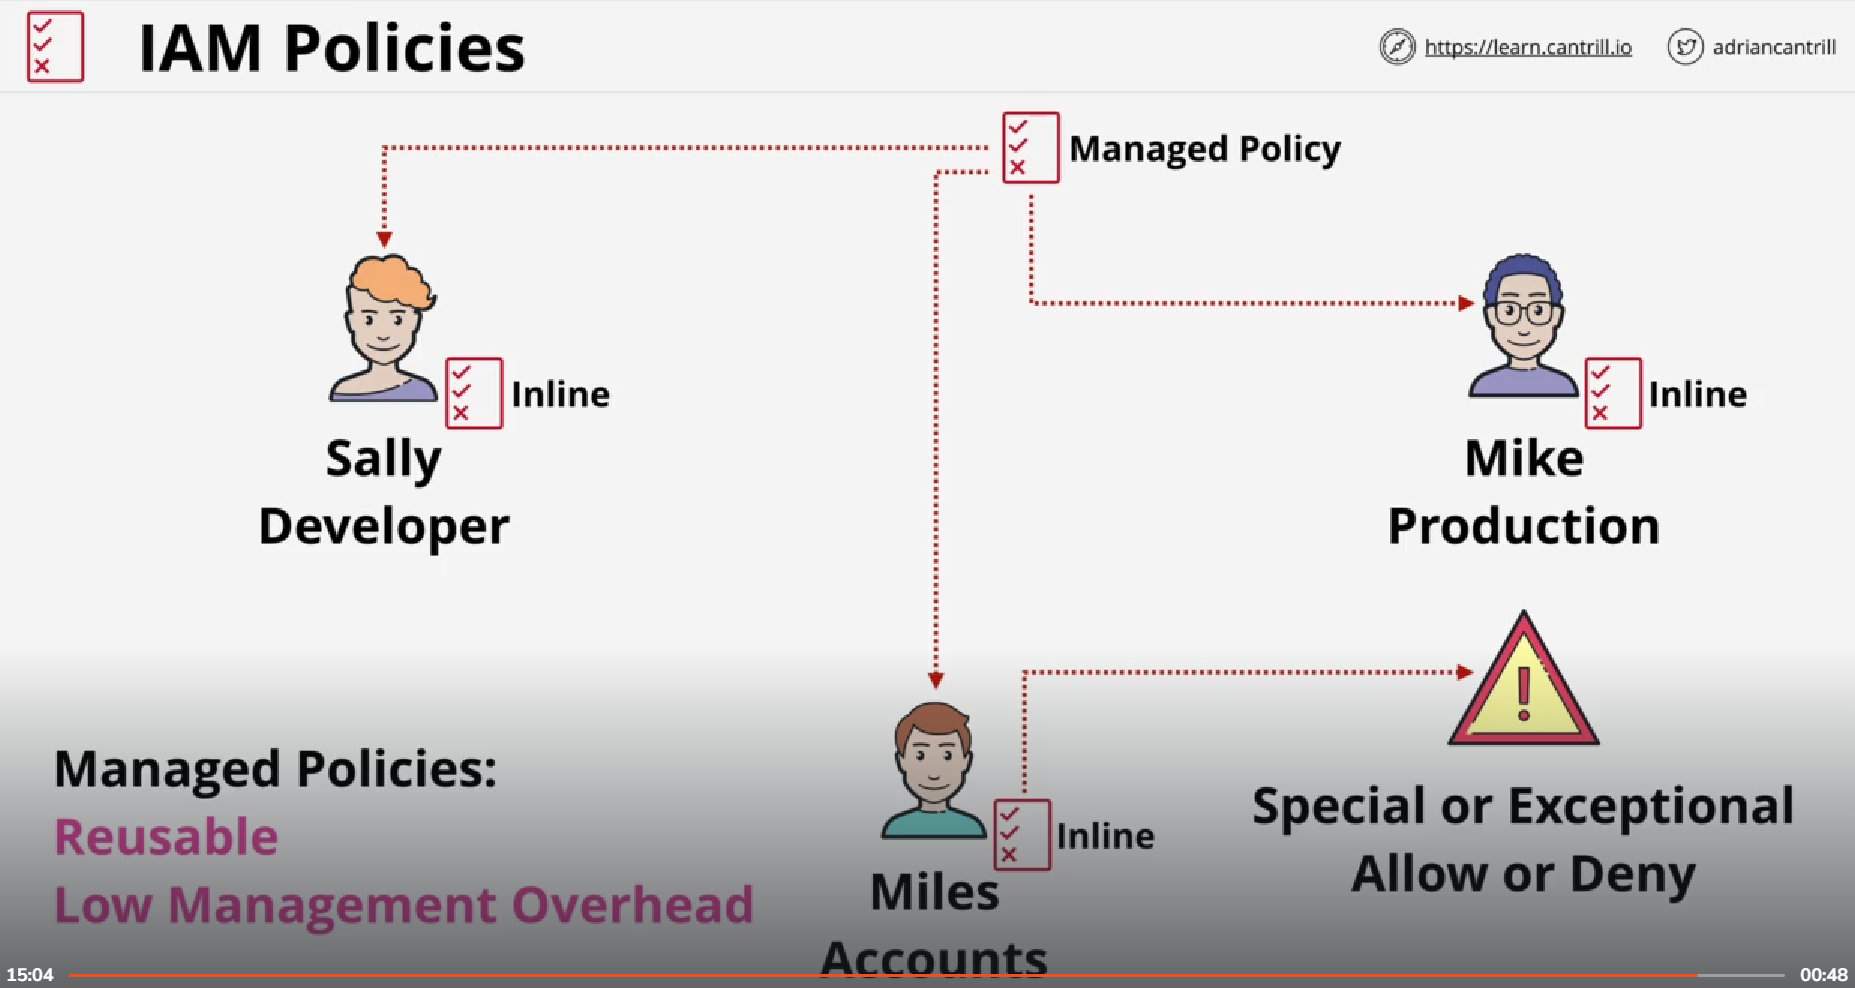 IAM Policies
https://learn.cantrill.io
adriancantrill
Managed Policy
Inline
Sally
Developer
Inline
Mike
Production
Managed Policies:
Reusable
Low Management Overhead
Inline
Miles
Accounts
Special or Exceptional
Allow or Deny
15:04
00:48